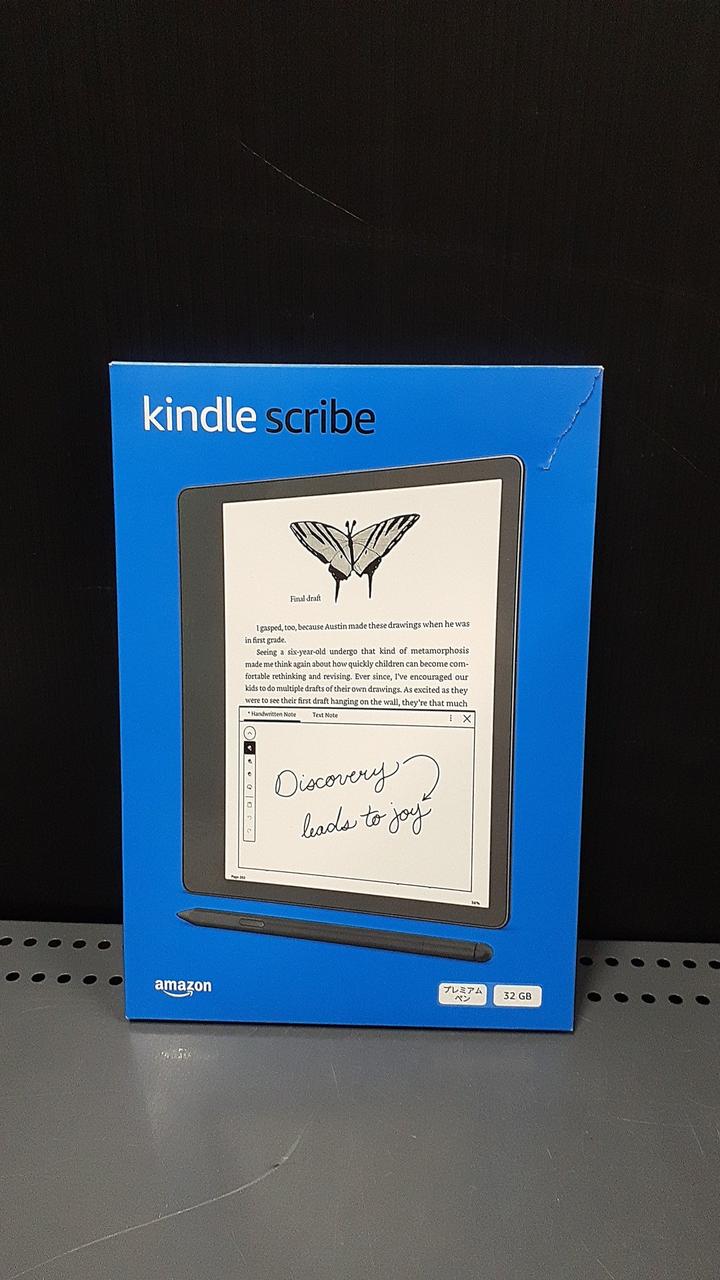 kindle scribe
Final draft
I gasped, too, because Austin made these drawings when he was
in first grade.
Seeing a six-year-old undergo that kind of metamorphosis
made me think again about how quickly children can become com-
fortable rethinking and revising. Ever since, I've encouraged our
kids to do multiple drafts of their own drawings. As excited as they
were to see their first draft hanging on the wall, they're that much
* Handwritten Note Text Note
Discovery
leads to joy
amazon
プレミアム
ペン
32 GB